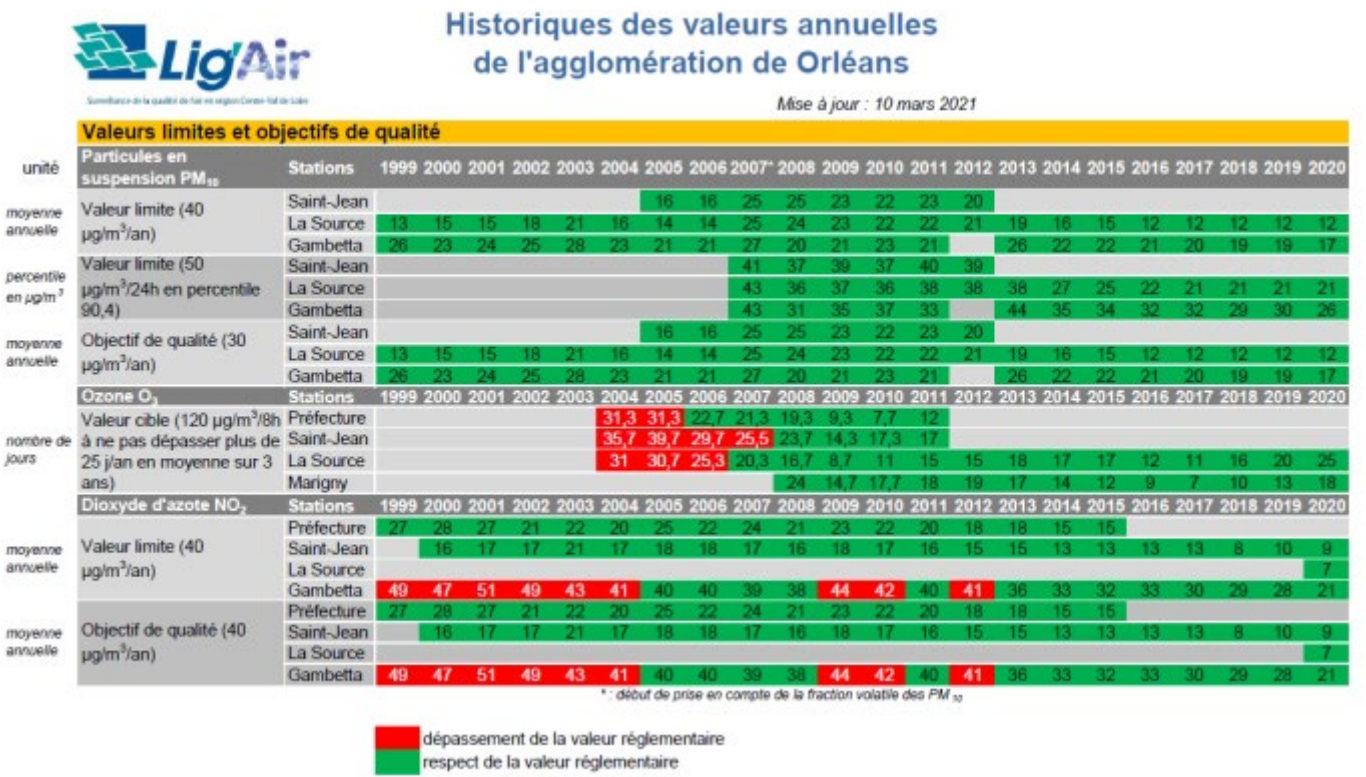 Lig'Air
Surveillance de la qualité de l'air en région Centre-Val de Loire
Historiques des valeurs annuelles
de l'agglomération de Orléans
Mise à jour : 10 mars 2021
Valeurs limites et objectifs de qualité
unité
Particules en suspension PM₁₀ Stations 1999 2000 2001 2002 2003 2004 2005 2006 2007* 2008 2009 2010 2011 2012 2013 2014 2015 2016 2017 2018 2019 2020
moyenne annuelle
Valeur limite (40 µg/m³/an)
Saint-Jean 16 16 25 25 23 22 23 20
La Source 13 15 15 18 21 16 14 14 25 24 23 22 22 21 19 16 15 12 12 12 12 12
Gambetta 26 23 24 25 28 23 21 21 27 20 21 23 21 26 22 22 21 20 19 19 17
percentile en µg/m³
Valeur limite (50 µg/m³/24h en percentile 90,4)
Saint-Jean 41 37 39 37 40 39
La Source 43 36 37 36 38 38 38 27 25 22 21 21 21 21
Gambetta 43 31 35 37 33 44 35 34 32 32 29 30 26
moyenne annuelle
Objectif de qualité (30 µg/m³/an)
Saint-Jean 16 16 25 25 23 22 23 20
La Source 13 15 15 18 21 16 14 14 25 24 23 22 22 21 19 16 15 12 12 12 12 12
Gambetta 26 23 24 25 28 23 21 21 27 20 21 23 21 26 22 22 21 20 19 19 17
Ozone O₃ Stations 1999 2000 2001 2002 2003 2004 2005 2006 2007 2008 2009 2010 2011 2012 2013 2014 2015 2016 2017 2018 2019 2020
nombre de jours
Valeur cible (120 µg/m³/8h à ne pas dépasser plus de 25 j/an en moyenne sur 3 ans)
Préfecture 31,3 31,3 22,7 21,3 19,3 9,3 7,7 12
Saint-Jean 35,7 39,7 29,7 25,5 23,7 14,3 17,3 17
La Source 31 30,7 25,3 20,3 16,7 8,7 11 15 15 18 17 17 12 11 16 20 25
Marigny 24 14,7 17,7 18 19 17 14 12 9 7 10 13 18
Dioxyde d'azote NO₂ Stations 1999 2000 2001 2002 2003 2004 2005 2006 2007 2008 2009 2010 2011 2012 2013 2014 2015 2016 2017 2018 2019 2020
moyenne annuelle
Valeur limite (40 µg/m³/an)
Préfecture 27 28 27 21 22 20 25 22 24 21 23 22 20 18 18 15 15
Saint-Jean 16 17 17 21 17 18 18 17 16 18 17 16 15 15 13 13 13 13 8 10 9
La Source 7
Gambetta 49 47 51 49 43 41 40 40 39 38 44 42 40 41 36 33 32 33 30 29 28 21
moyenne annuelle
Objectif de qualité (40 µg/m³/an)
Préfecture 27 28 27 21 22 20 25 22 24 21 23 22 20 18 18 15 15
Saint-Jean 16 17 17 21 17 18 18 17 16 18 17 16 15 15 13 13 13 13 8 10 9
La Source 7
Gambetta 49 47 51 49 43 41 40 40 39 38 44 42 40 41 36 33 32 33 30 29 28 21
* : début de prise en compte de la fraction volatile des PM ₁₀
dépassement de la valeur réglementaire
respect de la valeur réglementaire